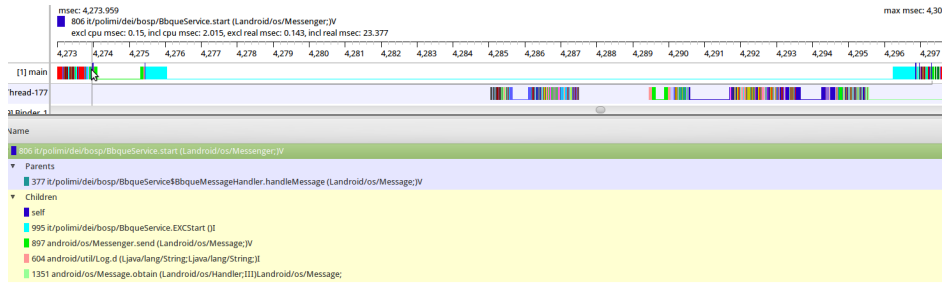 msec: 4,273.959
max msec: 4,30
806 it/polimi/dei/bosp/BbqueService.start (Landroid/os/Messenger;)V
excl cpu msec: 0.15, incl cpu msec: 2.015, excl real msec: 0.143, incl real msec: 23.377
4,273 4,274 4,275 4,276 4,277 4,278 4,279 4,280 4,281 4,282 4,283 4,284 4,285 4,286 4,287 4,288 4,289 4,290 4,291 4,292 4,293 4,294 4,295 4,296 4,297
[1] main
hread-177
[8] Binder_1
Name
806 it/polimi/dei/bosp/BbqueService.start (Landroid/os/Messenger;)V
Parents
377 it/polimi/dei/bosp/BbqueService$BbqueMessageHandler.handleMessage (Landroid/os/Message;)V
Children
self
995 it/polimi/dei/bosp/BbqueService.EXCStart ()I
897 android/os/Messenger.send (Landroid/os/Message;)V
604 android/util/Log.d (Ljava/lang/String;Ljava/lang/String;)I
1351 android/os/Message.obtain (Landroid/os/Handler;III)Landroid/os/Message;